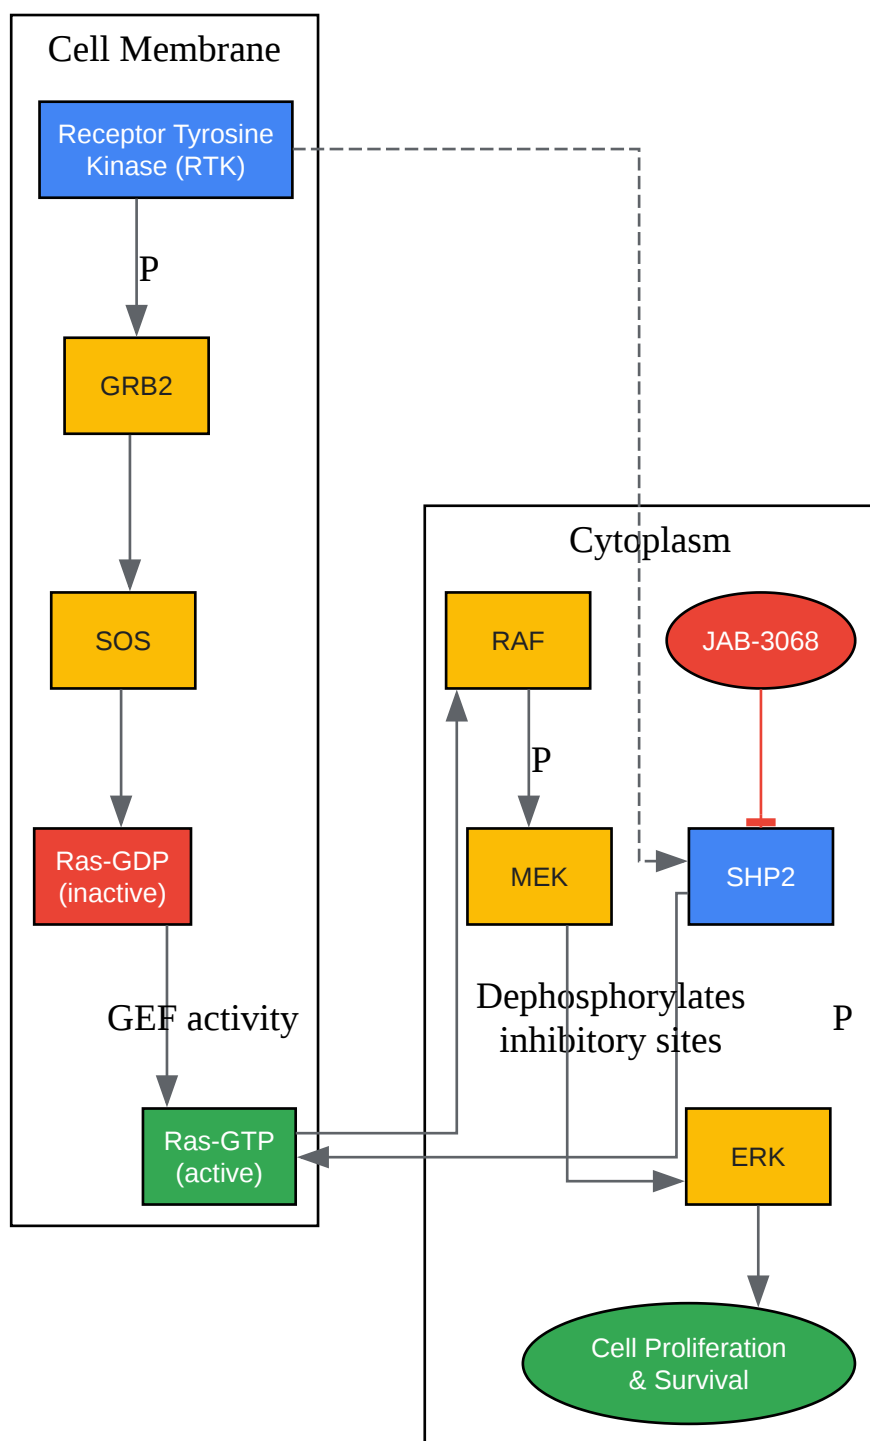 Cell Membrane
Receptor Tyrosine
Kinase (RTK)
P
GRB2
SOS
Ras-GDP
(inactive)
GEF activity
Ras-GTP
(active)
Cytoplasm
RAF
JAB-3068
P
MEK
SHP2
Dephosphorylates
inhibitory sites
P
ERK
Cell Proliferation
& Survival